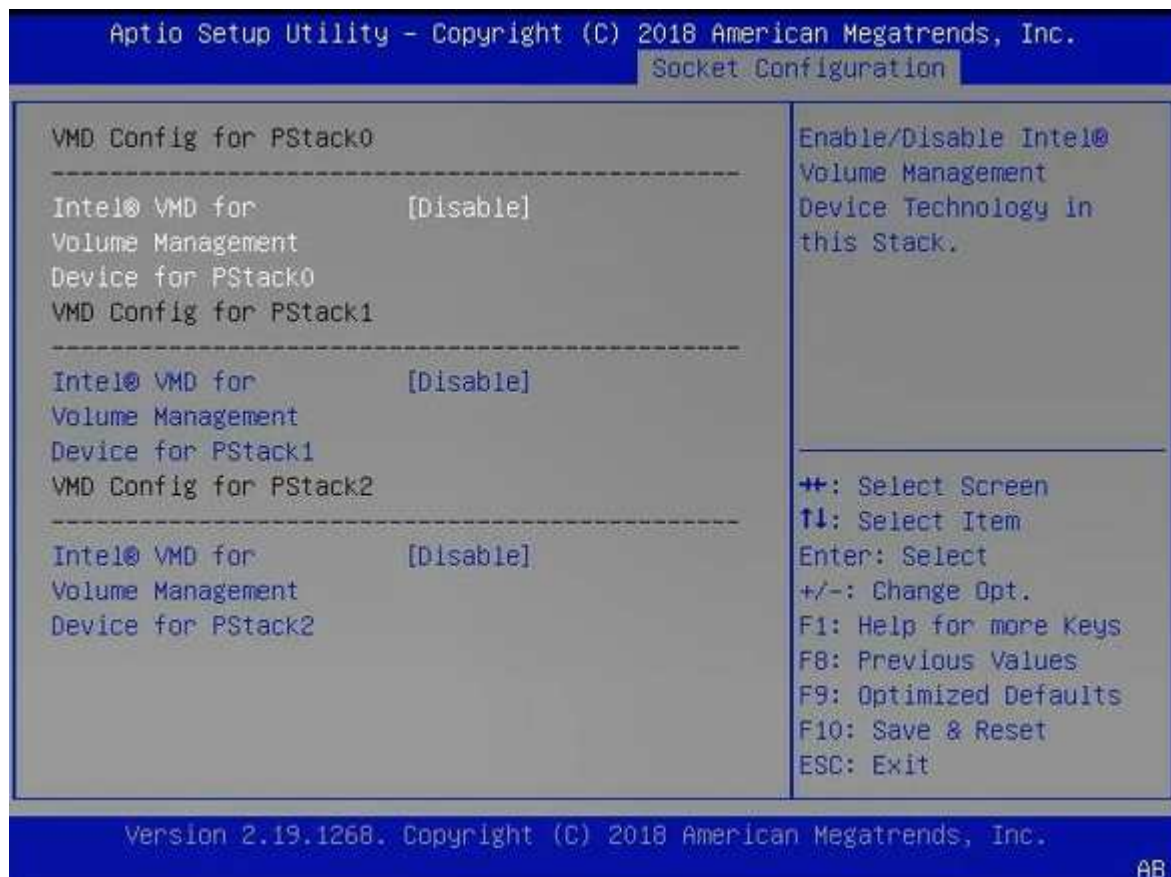 Aptio Setup Utility – Copyright (C) 2018 American Megatrends, Inc.
Socket Configuration
VMD Config for PStack0
------------------------------------------------
Intel® VMD for [Disable]
Volume Management
Device for PStack0
VMD Config for PStack1
------------------------------------------------
Intel® VMD for [Disable]
Volume Management
Device for PStack1
VMD Config for PStack2
------------------------------------------------
Intel® VMD for [Disable]
Volume Management
Device for PStack2
Enable/Disable Intel®
Volume Management
Device Technology in
this Stack.
→←: Select Screen
↑↓: Select Item
Enter: Select
+/-: Change Opt.
F1: Help for more Keys
F8: Previous Values
F9: Optimized Defaults
F10: Save & Reset
ESC: Exit
Version 2.19.1268. Copyright (C) 2018 American Megatrends, Inc.
AB